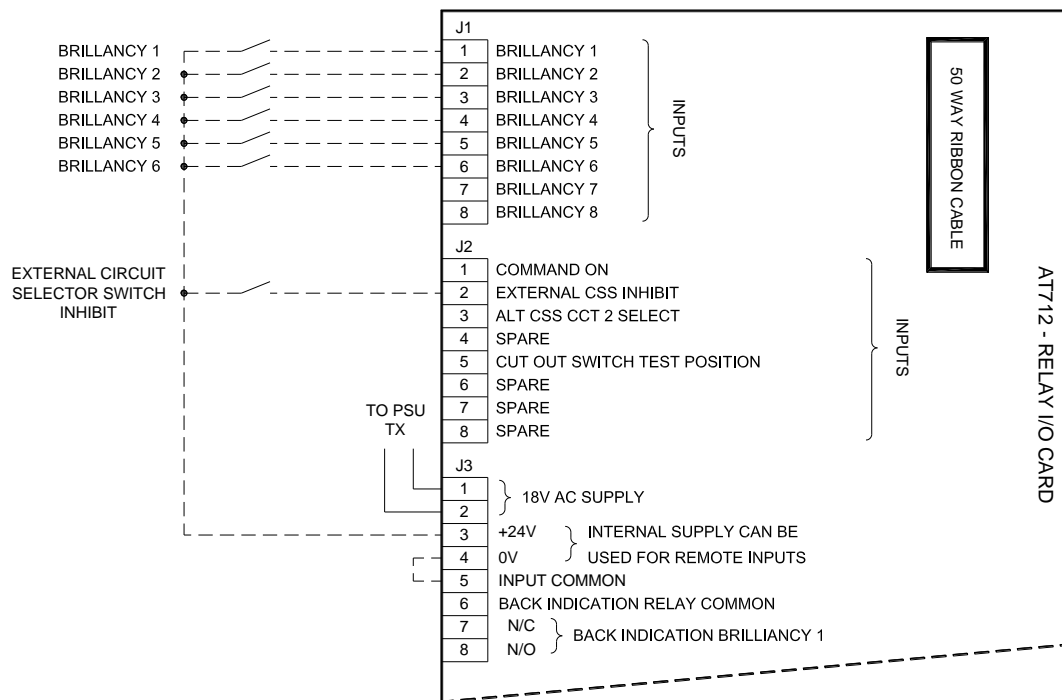 BRILLANCY 1
BRILLANCY 2
BRILLANCY 3
BRILLANCY 4
BRILLANCY 5
BRILLANCY 6
EXTERNAL CIRCUIT
SELECTOR SWITCH
INHIBIT
TO PSU
TX
J1
1 BRILLANCY 1
2 BRILLANCY 2
3 BRILLANCY 3
4 BRILLANCY 4
5 BRILLANCY 5
6 BRILLANCY 6
7 BRILLANCY 7
8 BRILLANCY 8
INPUTS
J2
1 COMMAND ON
2 EXTERNAL CSS INHIBIT
3 ALT CSS CCT 2 SELECT
4 SPARE
5 CUT OUT SWITCH TEST POSITION
6 SPARE
7 SPARE
8 SPARE
INPUTS
J3
1
2
18V AC SUPPLY
3 +24V INTERNAL SUPPLY CAN BE
4 0V USED FOR REMOTE INPUTS
5 INPUT COMMON
6 BACK INDICATION RELAY COMMON
7 N/C
8 N/O
BACK INDICATION BRILLIANCY 1
50 WAY RIBBON CABLE
AT712 - RELAY I/O CARD